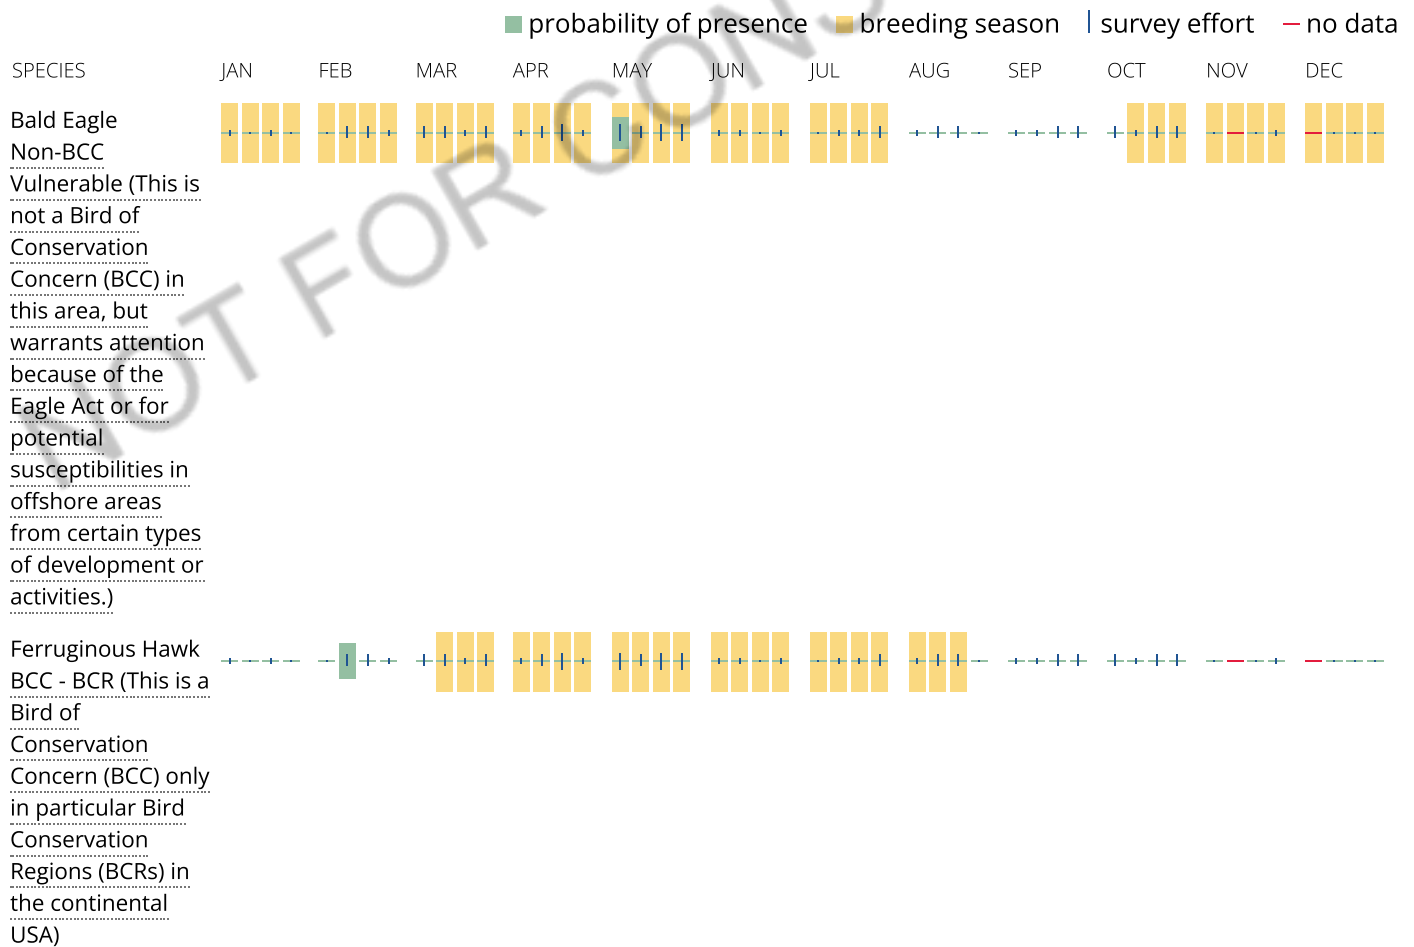 probability of presence breeding season survey effort no data
SPECIES JAN FEB MAR APR MAY JUN JUL AUG SEP OCT NOV DEC
Bald Eagle
Non-BCC
Vulnerable (This is
not a Bird of
Conservation
Concern (BCC) in
this area, but
warrants attention
because of the
Eagle Act or for
potential
susceptibilities in
offshore areas
from certain types
of development or
activities.)
Ferruginous Hawk
BCC - BCR (This is a
Bird of
Conservation
Concern (BCC) only
in particular Bird
Conservation
Regions (BCRs) in
the continental
USA)
NOT FOR CONS